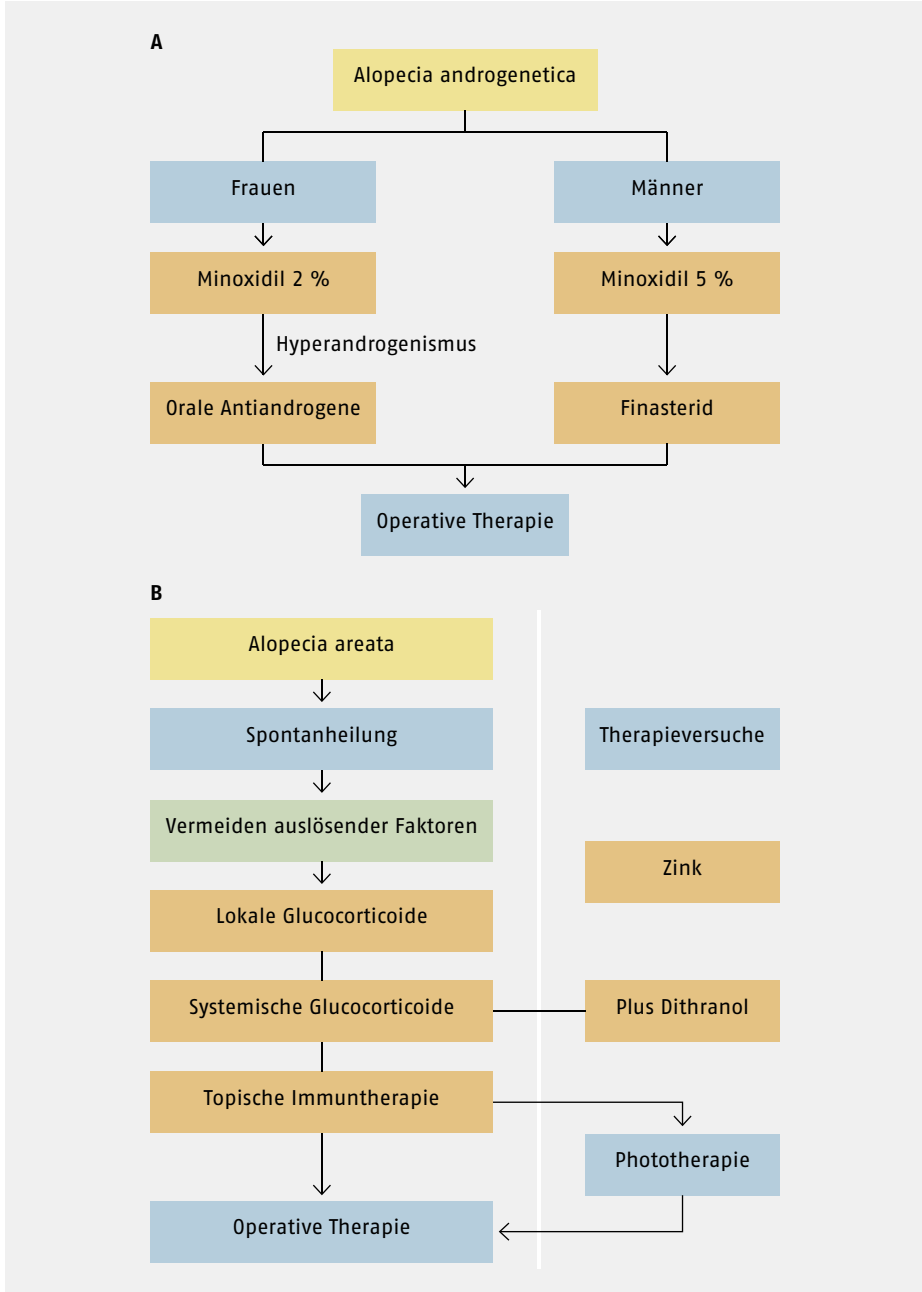 A
Alopecia androgenetica
Frauen
Männer
Minoxidil 2 %
Minoxidil 5 %
Hyperandrogenismus
Orale Antiandrogene
Finasterid
Operative Therapie
B
Alopecia areata
Spontanheilung
Therapieversuche
Vermeiden auslösender Faktoren
Zink
Lokale Glucocorticoide
Systemische Glucocorticoide
Plus Dithranol
Topische Immuntherapie
Phototherapie
Operative Therapie